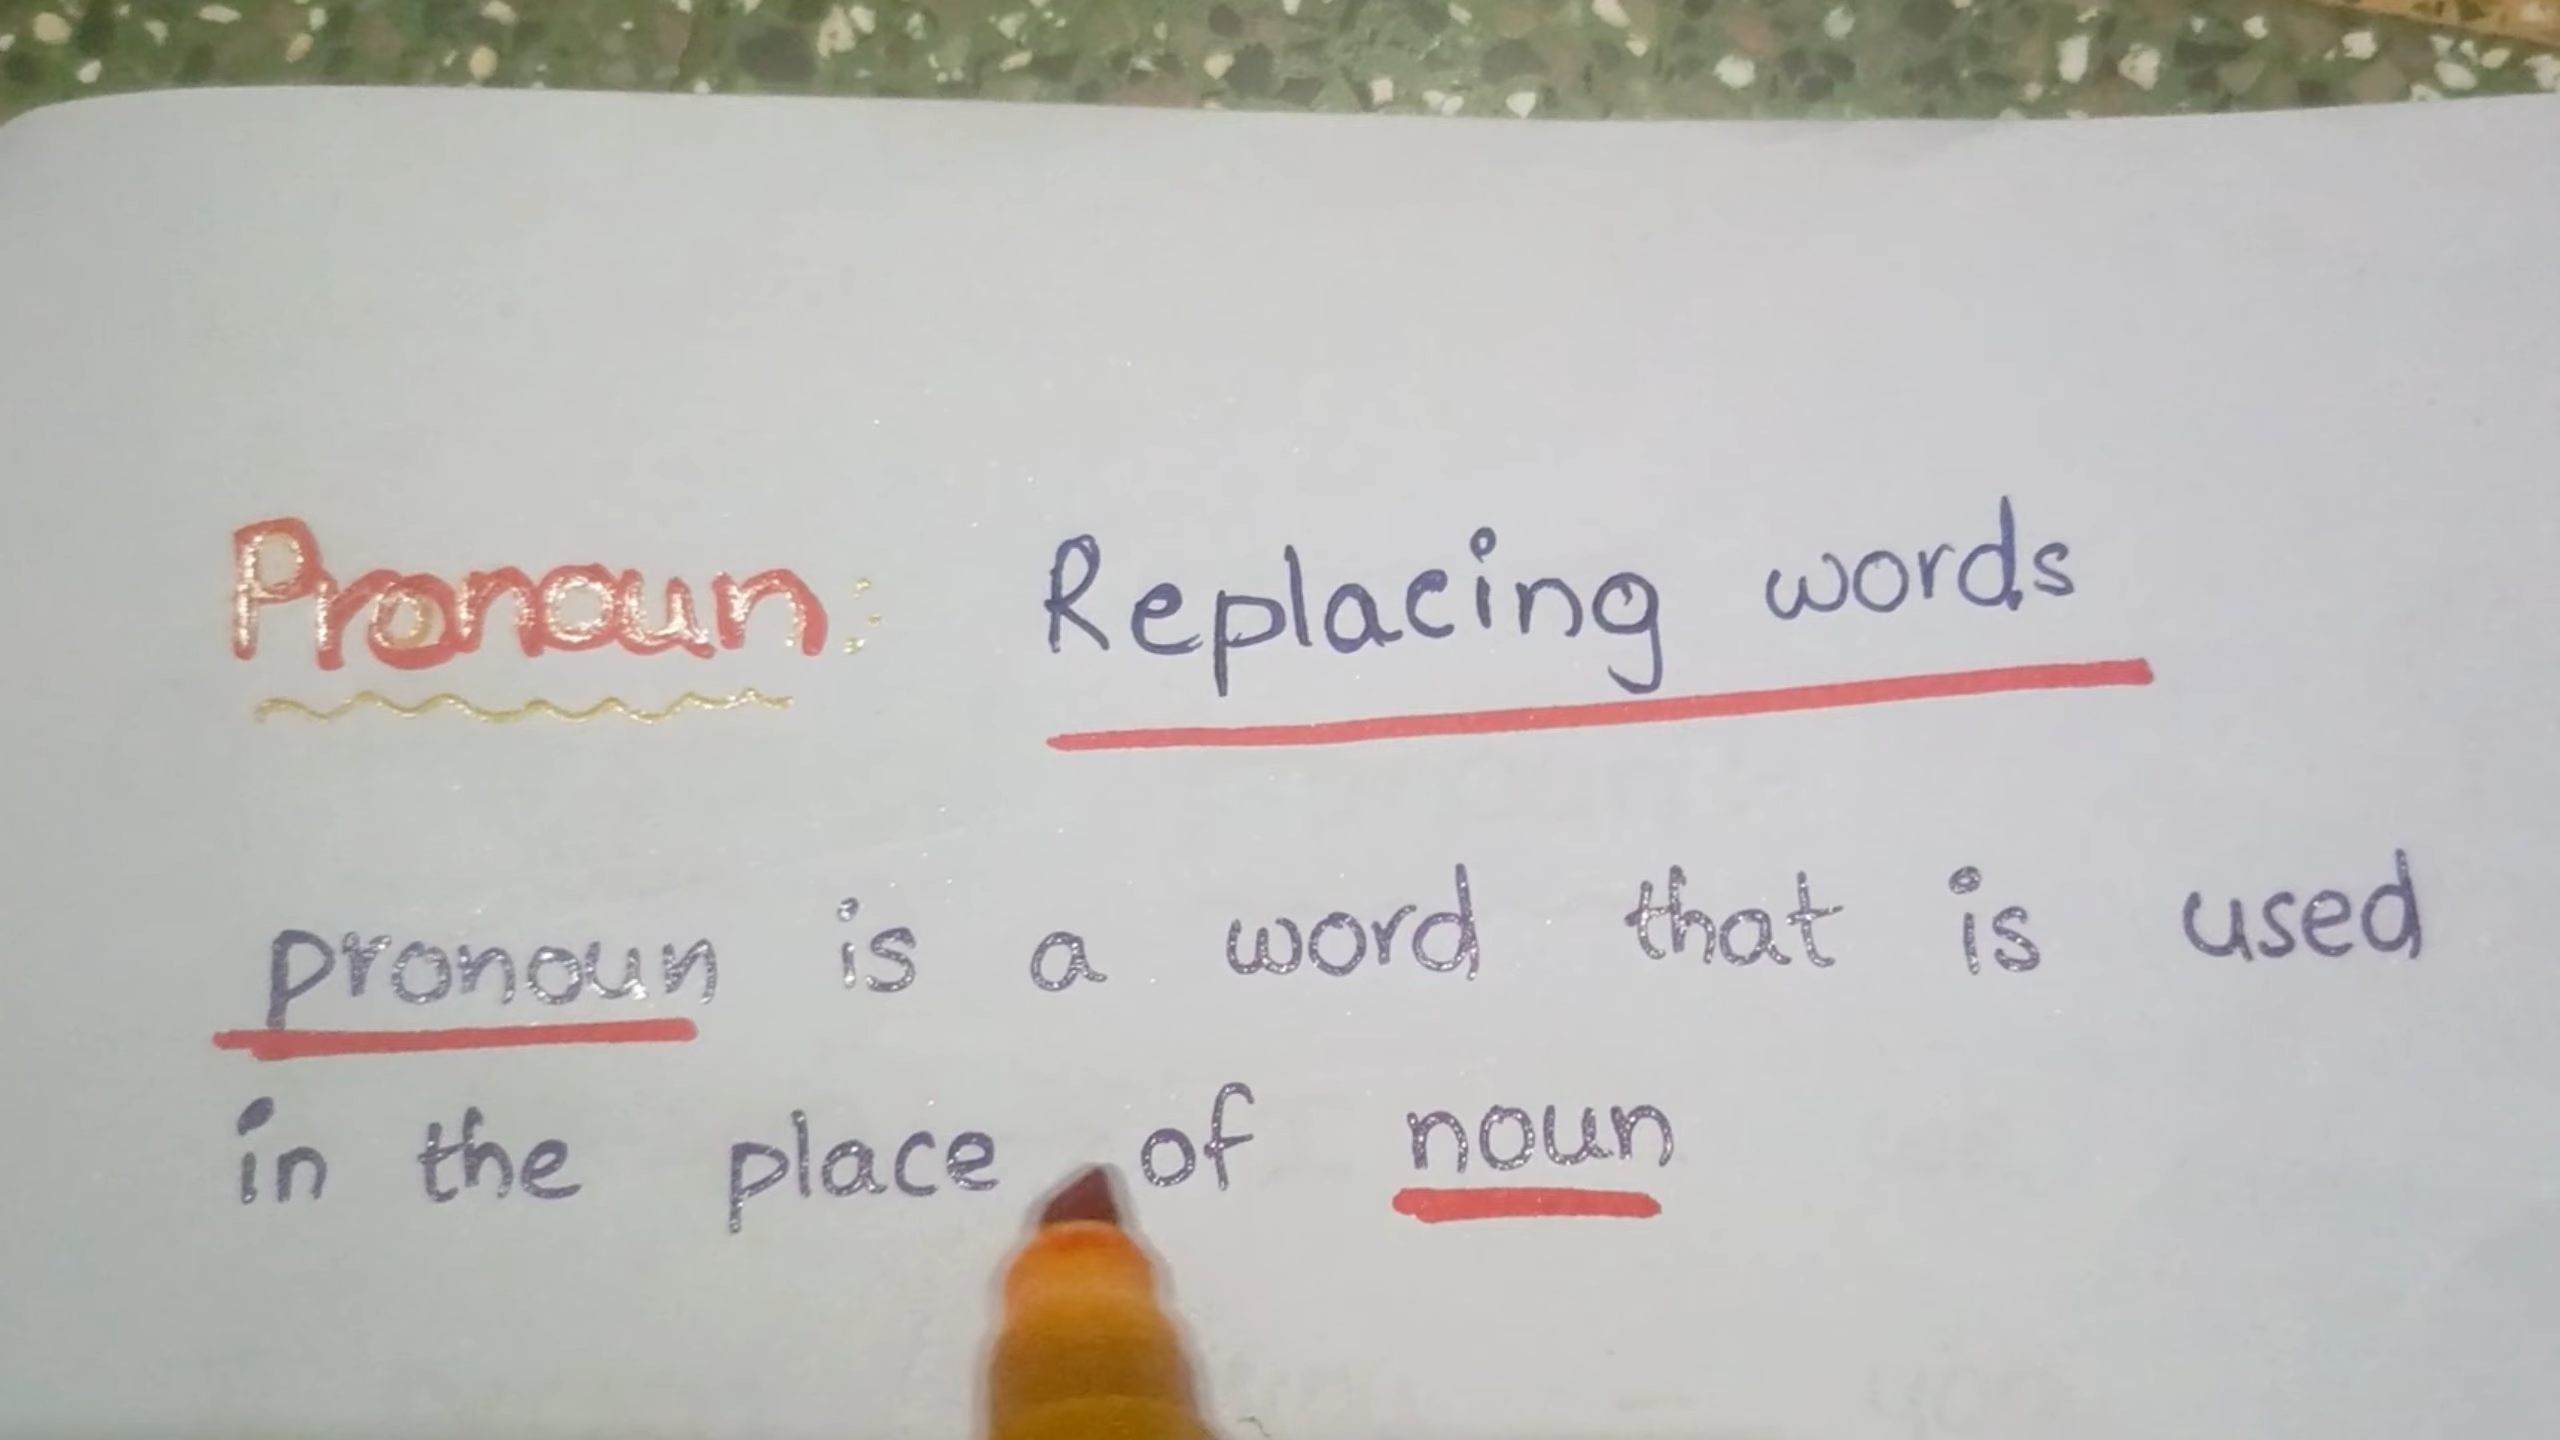 Pronoun: Replacing words
pronoun is a word that is used
in the place of noun